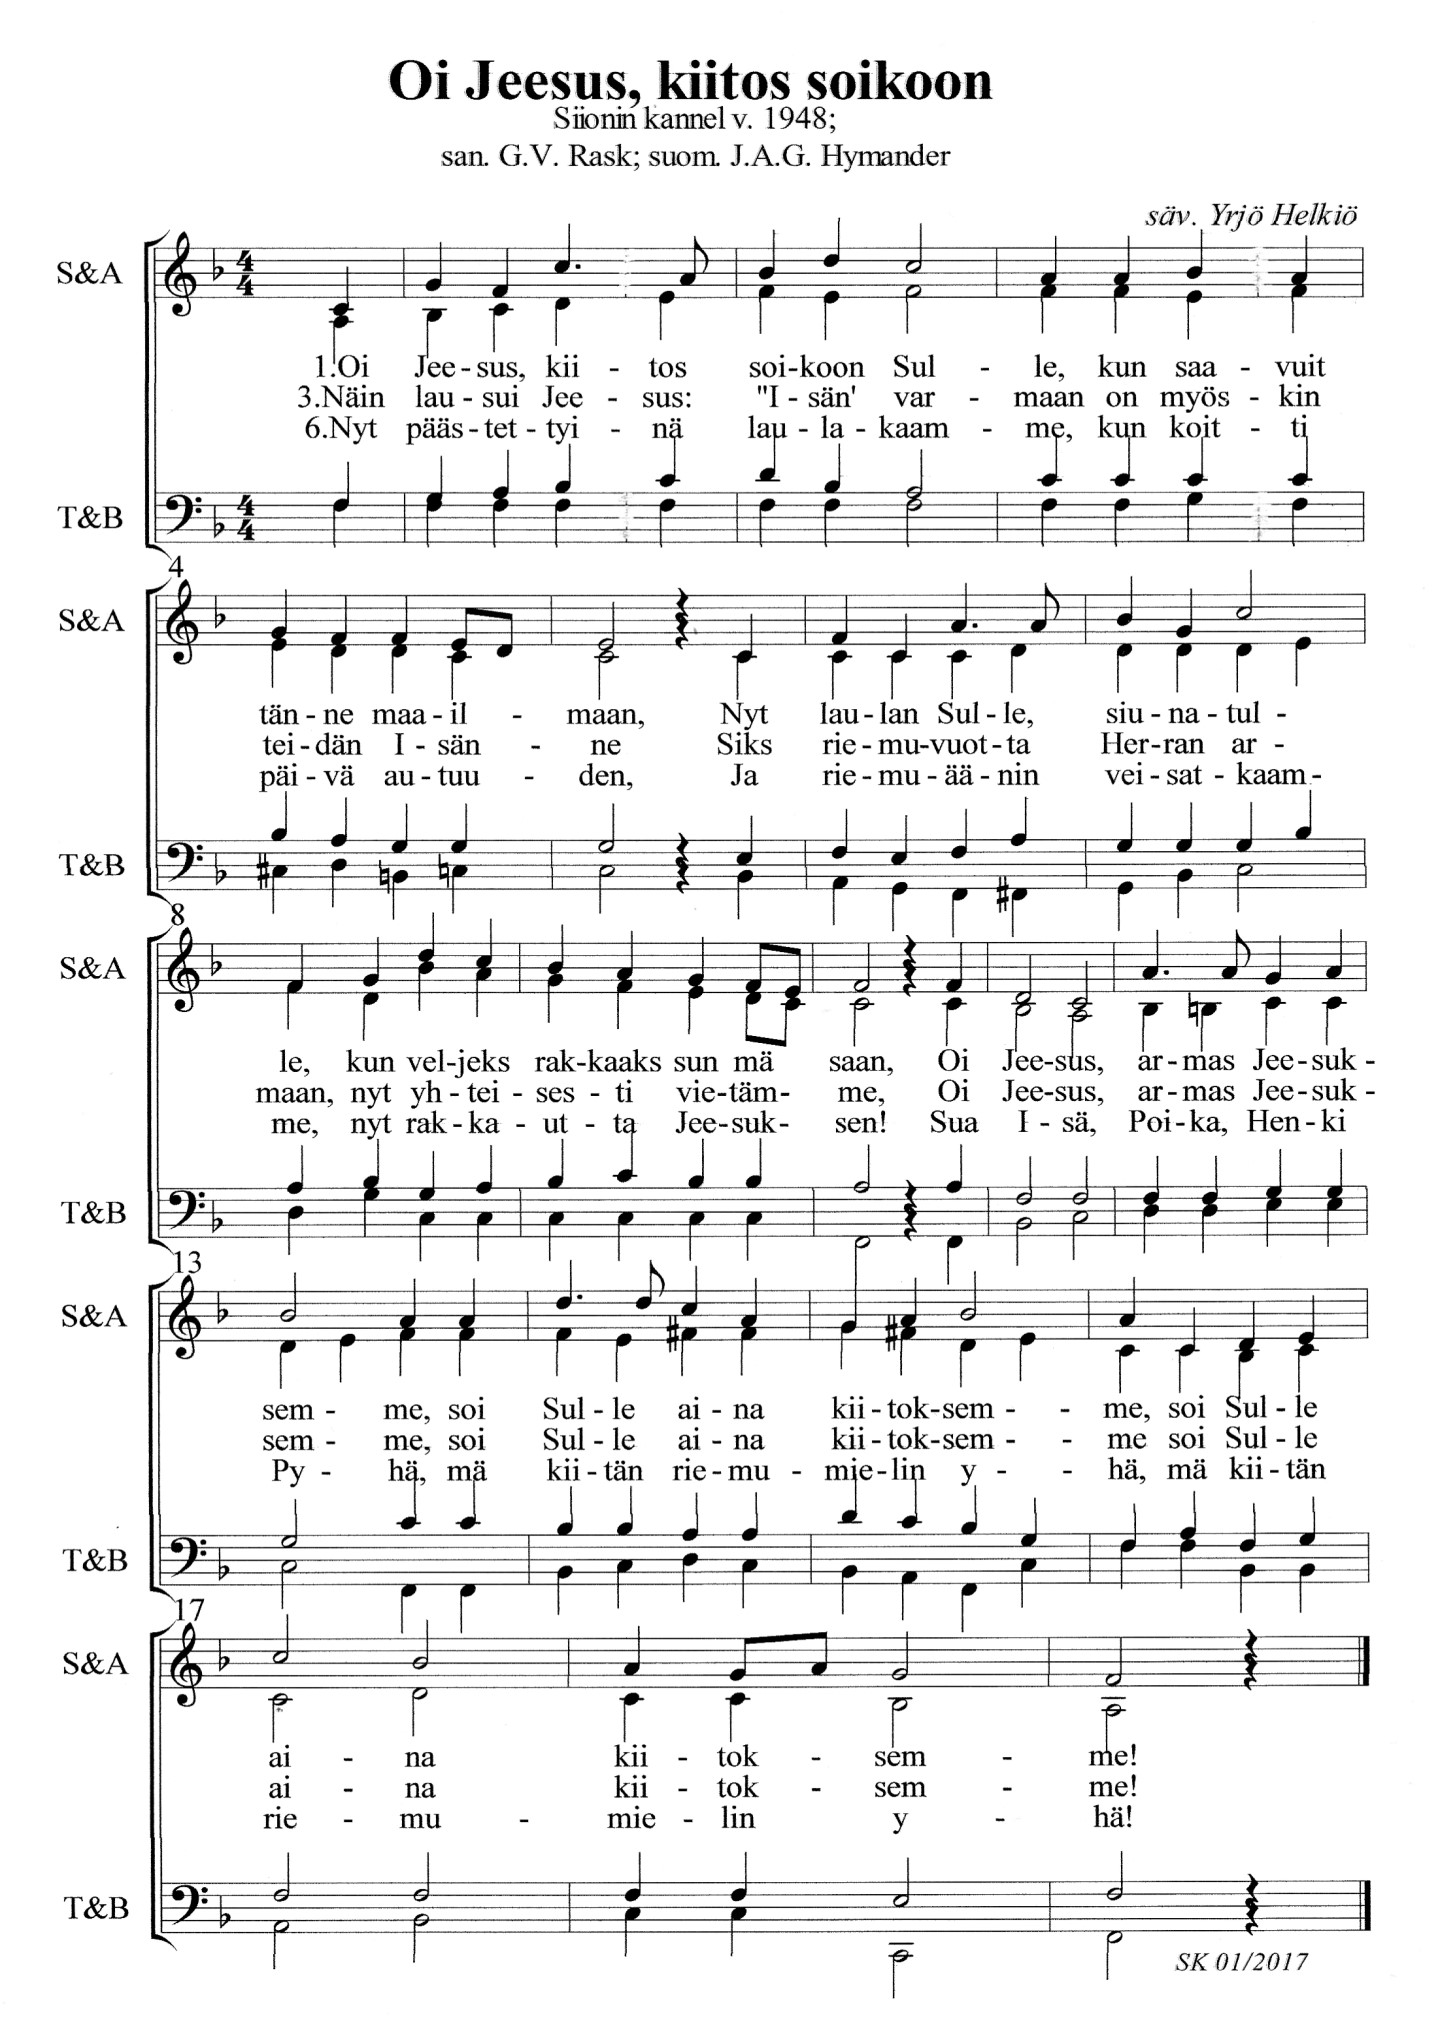 Oi Jeesus, kiitos soikoon
Siionin kannel v. 1948;
san. G.V. Rask; suom. J.A.G. Hymander
säv. Yrjö Helkiö
S&A
4
4
1.Oi Jee - sus, kii - tos soi-koon Sul - le, kun saa - vuit
3.Näin lau - sui Jee - sus: "I - sän' var - maan on myös - kin
6.Nyt pääs - tet - tyi - nä lau - la - kaam - me, kun koit - ti
T&B
4
4
4
S&A
tän - ne maa - il - maan, Nyt lau - lan Sul - le, siu - na - tul -
tei - dän I - sän - ne Siks rie - mu-vuot - ta Her-ran ar -
päi - vä au - tuu - den, Ja rie - mu - ää - nin vei - sat - kaam -
T&B
8
S&A
le, kun vel-jeks rak-kaaks sun mä saan, Oi Jee-sus, ar-mas Jee-suk -
maan, nyt yh - tei - ses - ti vie-täm- me, Oi Jee-sus, ar-mas Jee-suk -
me, nyt rak - ka - ut - ta Jee-suk- sen! Sua I - sä, Poi-ka, Hen-ki
T&B
13
S&A
sem - me, soi Sul - le ai - na kii - tok-sem - - me, soi Sul - le
sem - me, soi Sul - le ai - na kii - tok-sem - - me soi Sul - le
Py - hä, mä kii - tän rie - mu - mie - lin y - - hä, mä kii - tän
T&B
17
S&A
ai - na kii - tok - sem - me!
ai - na kii - tok - sem - me!
rie - mu - mie - lin y - hä!
T&B
SK 01/2017